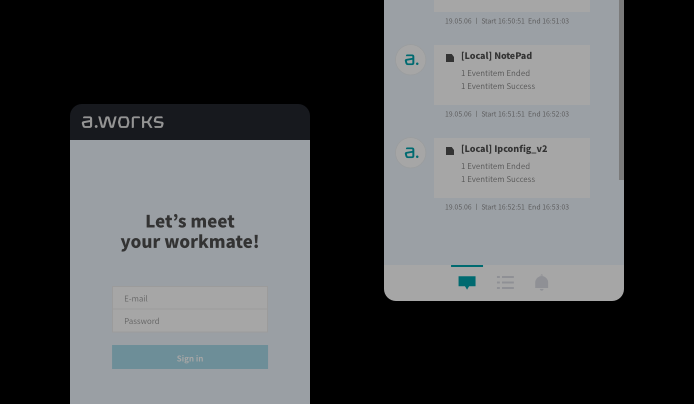 a.works
Let’s meet
your workmate!
E-mail
Password
Sign in
19.05.06 | Start 16:50:51 End 16:51:03
a.
[Local] NotePad
1 Eventitem Ended
1 Eventitem Success
19.05.06 | Start 16:51:51 End 16:52:03
a.
[Local] Ipconfig_v2
1 Eventitem Ended
1 Eventitem Success
19.05.06 | Start 16:52:51 End 16:53:03